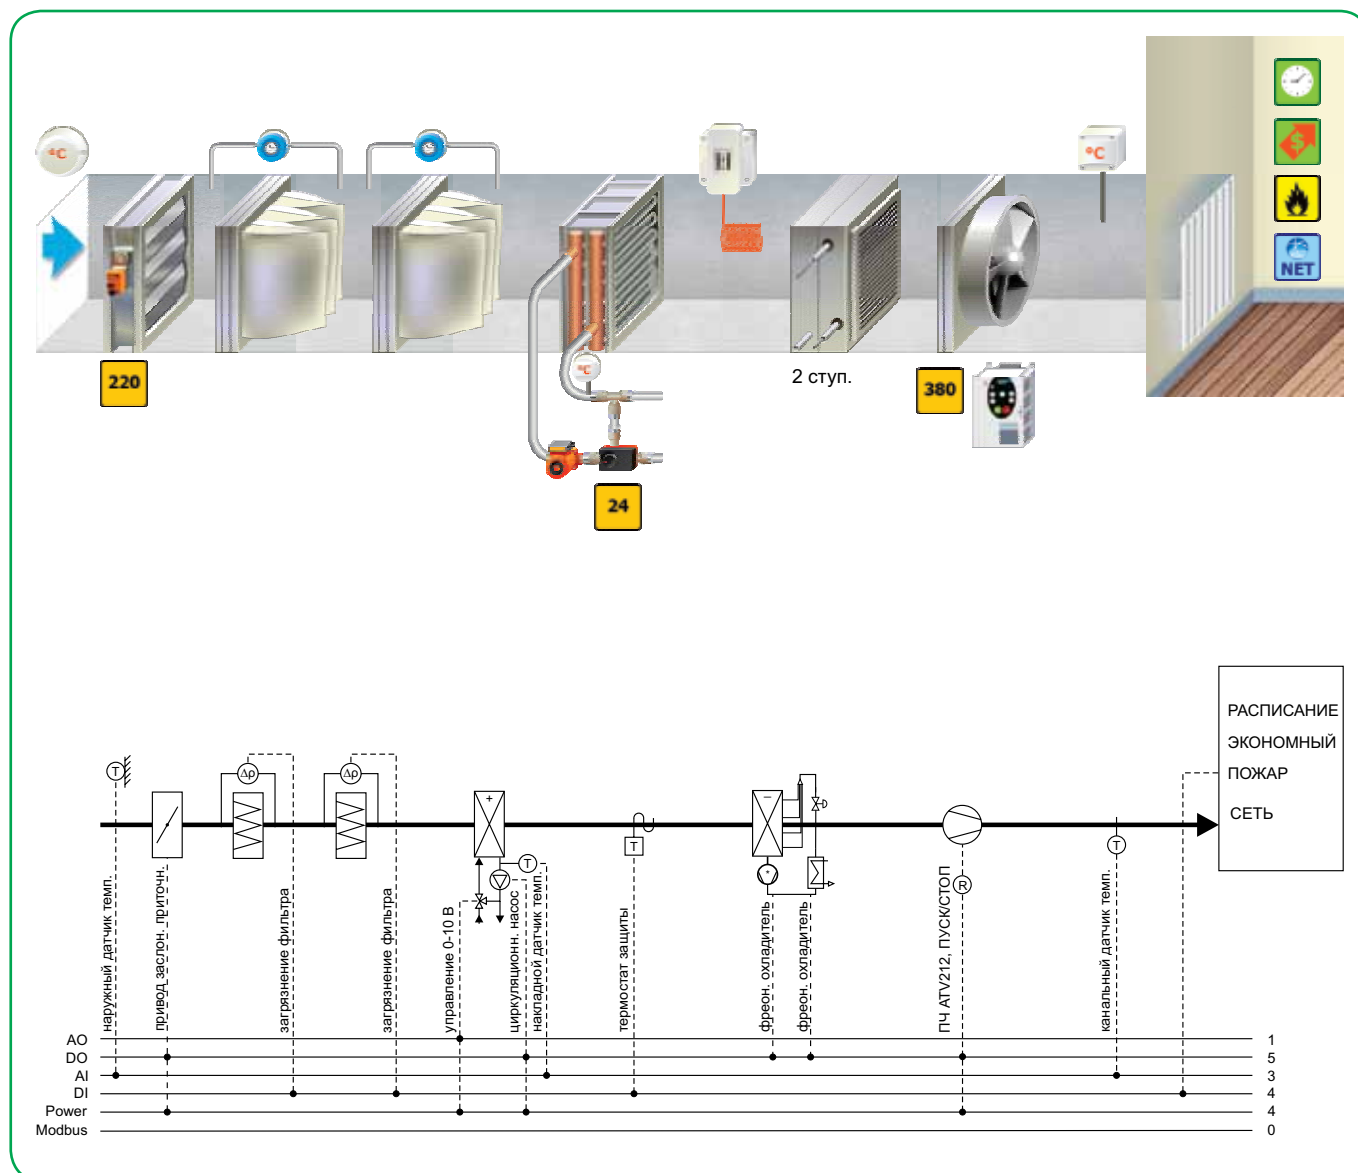 °C
$
NET
°C
°C
220
2 ступ.
380
24
РАСПИСАНИЕ
ЭКОНОМНЫЙ
ПОЖАР
СЕТЬ
T
Δρ
Δρ
+
T
T
–
*
R
T
наружный датчик темп.
привод заслон. приточн.
загрязнение фильтра
загрязнение фильтра
управление 0-10 В
циркуляционн. насос
накладной датчик темп.
термостат защиты
фреон. охладитель
фреон. охладитель
ПЧ ATV212, ПУСК/СТОП
канальный датчик темп.
AO 1
DO 5
AI 3
DI 4
Power 4
Modbus 0